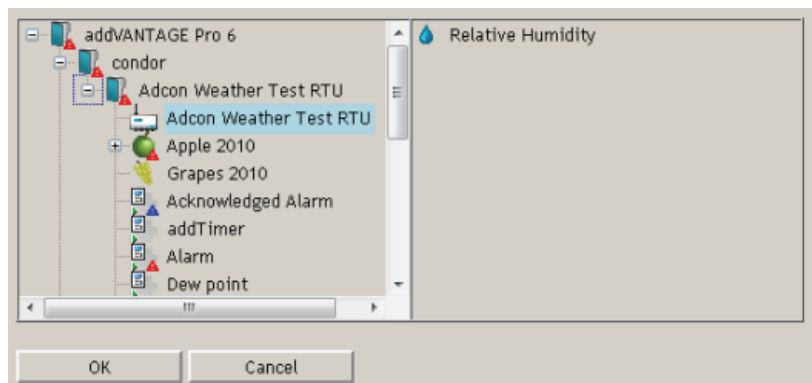 addVANTAGE Pro 6
condor
Adcon Weather Test RTU
Adcon Weather Test RTU
Apple 2010
Grapes 2010
Acknowledged Alarm
addTimer
Alarm
Dew point
Relative Humidity
OK
Cancel